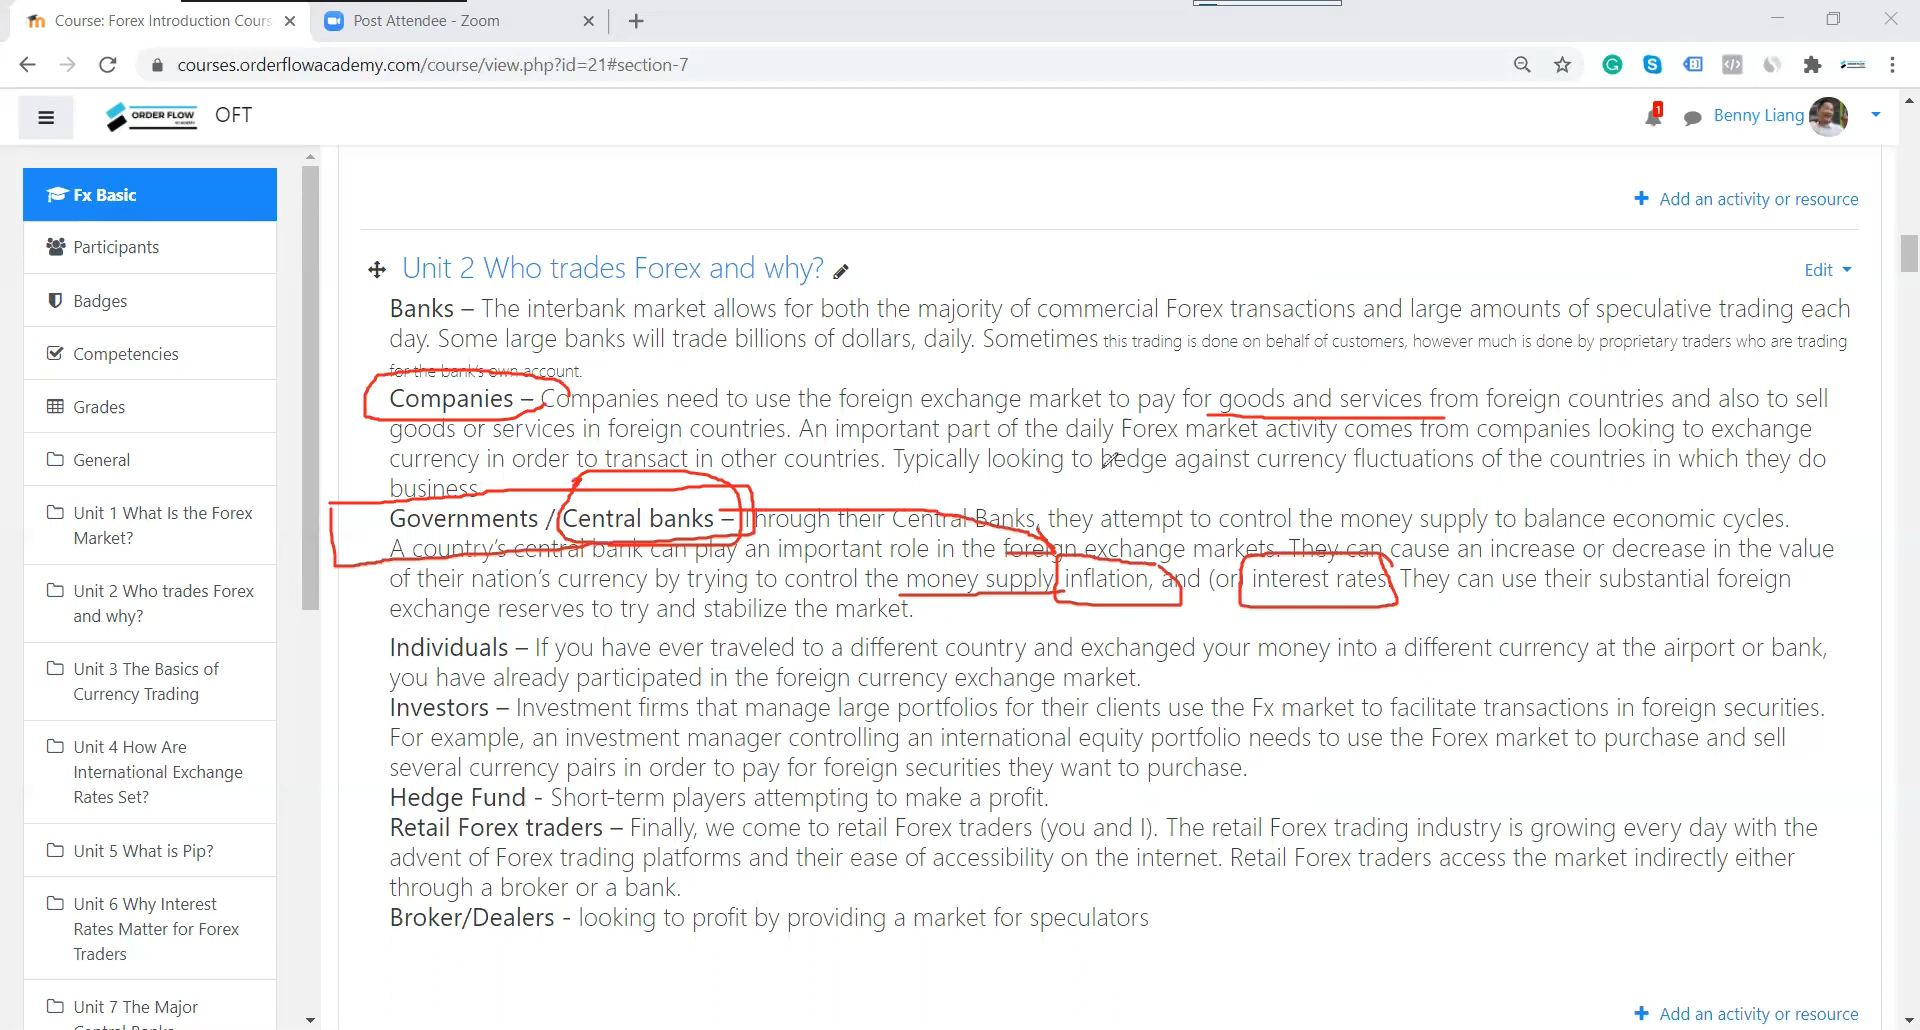 Course: Forex Introduction Cours
Post Attendee - Zoom
courses.orderflowacademy.com/course/view.php?id=21#section-7
ORDER FLOW
OFT
1
Benny Liang
Fx Basic
Participants
Badges
Competencies
Grades
General
Unit 1 What Is the Forex
Market?
Unit 2 Who trades Forex
and why?
Unit 3 The Basics of
Currency Trading
Unit 4 How Are
International Exchange
Rates Set?
Unit 5 What is Pip?
Unit 6 Why Interest
Rates Matter for Forex
Traders
Unit 7 The Major
Central Banks
Add an activity or resource
Unit 2 Who trades Forex and why?
Edit
Banks – The interbank market allows for both the majority of commercial Forex transactions and large amounts of speculative trading each
day. Some large banks will trade billions of dollars, daily. Sometimes this trading is done on behalf of customers, however much is done by proprietary traders who are trading
for the bank's own account.
Companies – Companies need to use the foreign exchange market to pay for goods and services from foreign countries and also to sell
goods or services in foreign countries. An important part of the daily Forex market activity comes from companies looking to exchange
currency in order to transact in other countries. Typically looking to hedge against currency fluctuations of the countries in which they do
business
Governments / Central banks – Through their Central Banks, they attempt to control the money supply to balance economic cycles.
A country's central bank can play an important role in the foreign exchange markets. They can cause an increase or decrease in the value
of their nation's currency by trying to control the money supply, inflation, and (or) interest rates. They can use their substantial foreign
exchange reserves to try and stabilize the market.
Individuals – If you have ever traveled to a different country and exchanged your money into a different currency at the airport or bank,
you have already participated in the foreign currency exchange market.
Investors – Investment firms that manage large portfolios for their clients use the Fx market to facilitate transactions in foreign securities.
For example, an investment manager controlling an international equity portfolio needs to use the Forex market to purchase and sell
several currency pairs in order to pay for foreign securities they want to purchase.
Hedge Fund - Short-term players attempting to make a profit.
Retail Forex traders – Finally, we come to retail Forex traders (you and I). The retail Forex trading industry is growing every day with the
advent of Forex trading platforms and their ease of accessibility on the internet. Retail Forex traders access the market indirectly either
through a broker or a bank.
Broker/Dealers - looking to profit by providing a market for speculators
Add an activity or resource